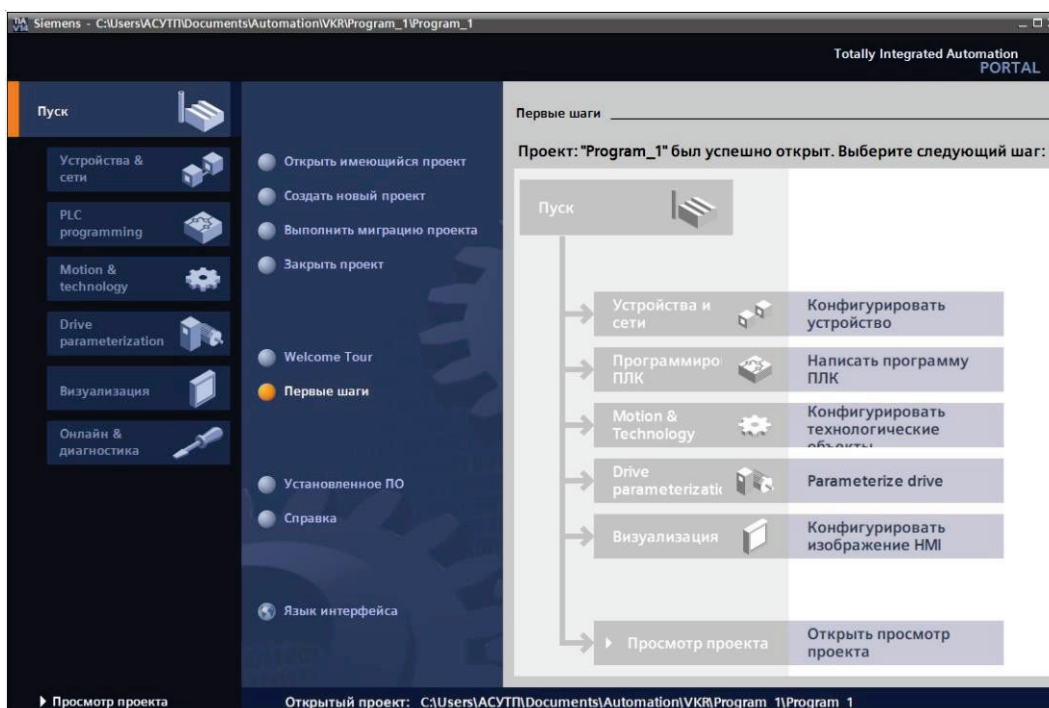 TIA V14 Siemens - C:\Users\АСУТП\Documents\Automation\VKR\Program_1\Program_1
Totally Integrated Automation
PORTAL
Пуск
Устройства &
сети
PLC
programming
Motion &
technology
Drive
parameterization
Визуализация
Онлайн &
диагностика
Просмотр проекта
Открыть имеющийся проект
Создать новый проект
Выполнить миграцию проекта
Закрыть проект
Welcome Tour
Первые шаги
Установленное ПО
Справка
Язык интерфейса
Первые шаги
Проект: "Program_1" был успешно открыт. Выберите следующий шаг:
Пуск
Устройства и
сети
Конфигурировать
устройство
Программиро
ПЛК
Написать программу
ПЛК
Motion &
Technology
Конфигурировать
технологические
объекты
Drive
parameterizatic
Parameterize drive
Визуализация
Конфигурировать
изображение HMI
Просмотр проекта
Открыть просмотр
проекта
Открытый проект: C:\Users\АСУТП\Documents\Automation\VKR\Program_1\Program_1